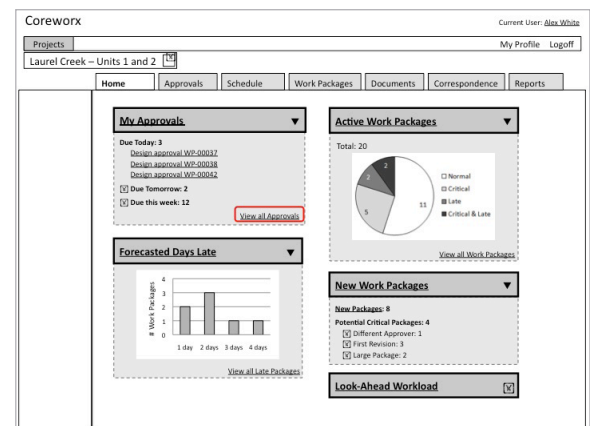 Coreworx
Current User: Alex White
Projects
My Profile Logoff
Laurel Creek – Units 1 and 2
Home Approvals Schedule Work Packages Documents Correspondence Reports
My Approvals
Due Today: 3
Design approval WP-00037
Design approval WP-00038
Design approval WP-00042
Due Tomorrow: 2
Due this week: 12
View all Approvals
Active Work Packages
Total: 20
2
2
5
11
Normal
Critical
Late
Critical & Late
View all Work Packages
Forecasted Days Late
# Work Packages
4
3
2
1
0
1 day 2 days 3 days 4 days
View all Late Packages
New Work Packages
New Packages: 8
Potential Critical Packages: 4
Different Approver: 1
First Revision: 3
Large Package: 2
Look-Ahead Workload